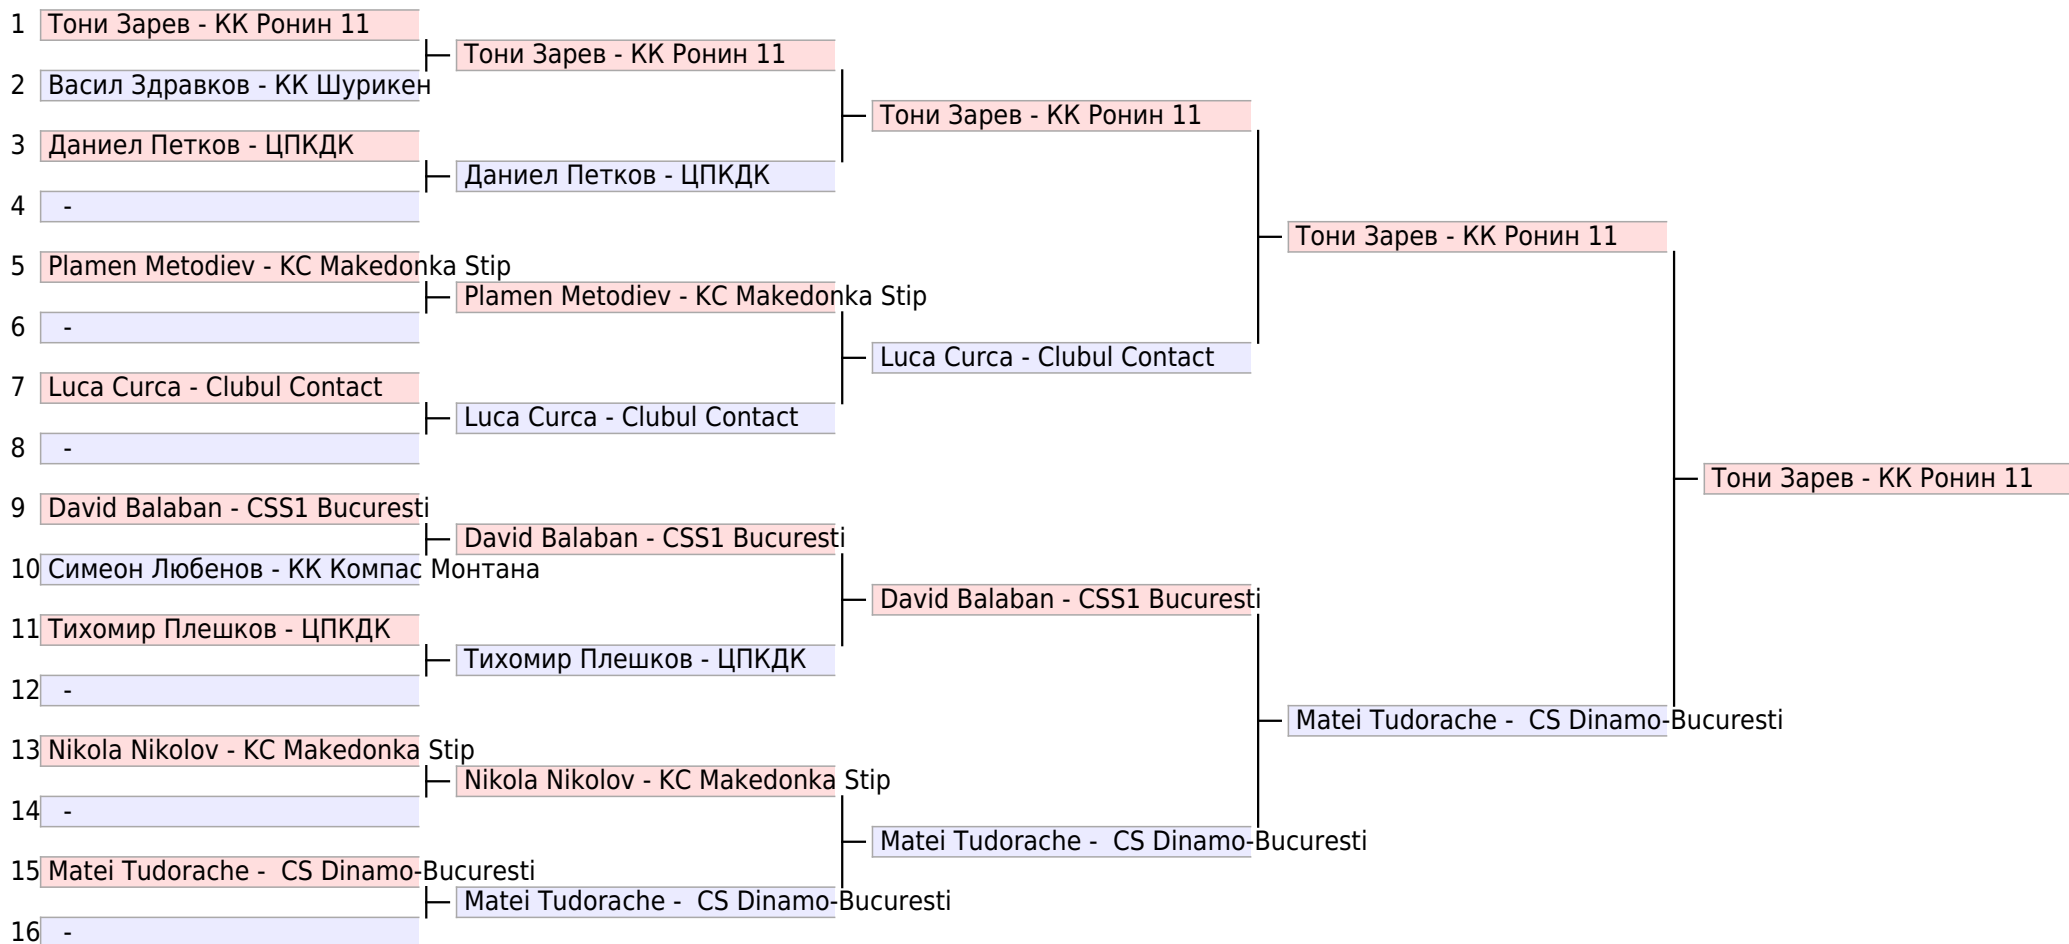 1 Тони Зарев - КК Ронин 11
Тони Зарев - КК Ронин 11
2 Васил Здравков - КК Шурикен
Тони Зарев - КК Ронин 11
3 Даниел Петков - ЦПКДК
Даниел Петков - ЦПКДК
4 -
Тони Зарев - КК Ронин 11
5 Plamen Metodiev - KC Makedonka Stip
Plamen Metodiev - KC Makedonka Stip
6 -
Luca Curca - Clubul Contact
7 Luca Curca - Clubul Contact
Luca Curca - Clubul Contact
8 -
Тони Зарев - КК Ронин 11
9 David Balaban - CSS1 Bucuresti
David Balaban - CSS1 Bucuresti
10 Симеон Любенов - КК Компас Монтана
David Balaban - CSS1 Bucuresti
11 Тихомир Плешков - ЦПКДК
Тихомир Плешков - ЦПКДК
12 -
Matei Tudorache -  CS Dinamo-Bucuresti
13 Nikola Nikolov - KC Makedonka Stip
Nikola Nikolov - KC Makedonka Stip
14 -
Matei Tudorache -  CS Dinamo-Bucuresti
15 Matei Tudorache -  CS Dinamo-Bucuresti
Matei Tudorache -  CS Dinamo-Bucuresti
16 -